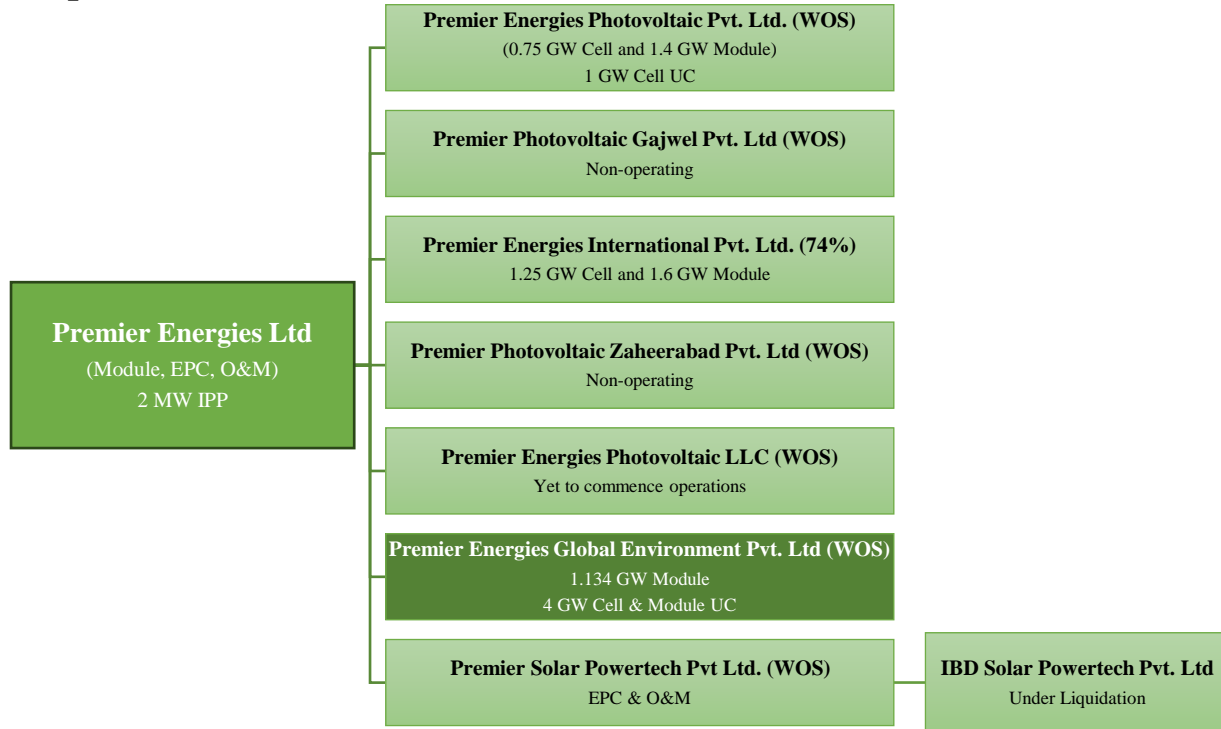 Premier Energies Photovoltaic Pvt. Ltd. (WOS)
(0.75 GW Cell and 1.4 GW Module)
1 GW Cell UC
Premier Photovoltaic Gajwel Pvt. Ltd (WOS)
Non-operating
Premier Energies International Pvt. Ltd. (74%)
1.25 GW Cell and 1.6 GW Module
Premier Energies Ltd
(Module, EPC, O&M)
2 MW IPP
Premier Photovoltaic Zaheerabad Pvt. Ltd (WOS)
Non-operating
Premier Energies Photovoltaic LLC (WOS)
Yet to commence operations
Premier Energies Global Environment Pvt. Ltd (WOS)
1.134 GW Module
4 GW Cell & Module UC
Premier Solar Powertech Pvt Ltd. (WOS)
EPC & O&M
IBD Solar Powertech Pvt. Ltd
Under Liquidation